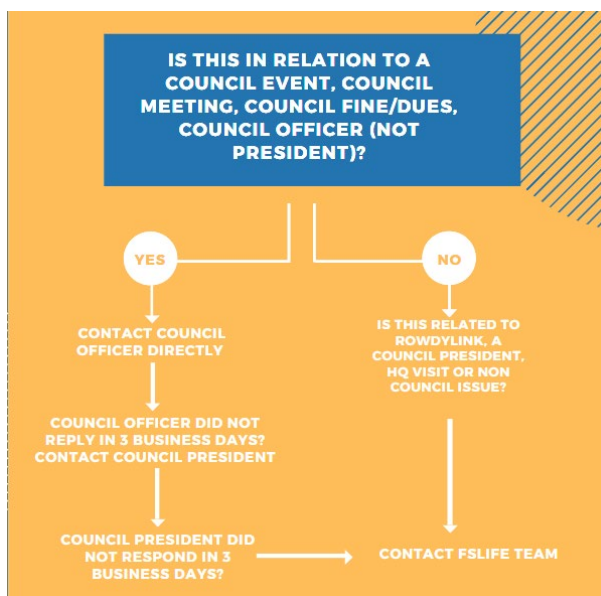 IS THIS IN RELATION TO A
COUNCIL EVENT, COUNCIL
MEETING, COUNCIL FINE/DUES,
COUNCIL OFFICER (NOT
PRESIDENT)?
YES
NO
CONTACT COUNCIL
OFFICER DIRECTLY
IS THIS RELATED TO
ROWDYLINK, A
COUNCIL PRESIDENT,
HQ VISIT OR NON
COUNCIL ISSUE?
COUNCIL OFFICER DID NOT
REPLY IN 3 BUSINESS DAYS?
CONTACT COUNCIL PRESIDENT
COUNCIL PRESIDENT DID
NOT RESPOND IN 3
BUSINESS DAYS?
CONTACT FSLIFE TEAM